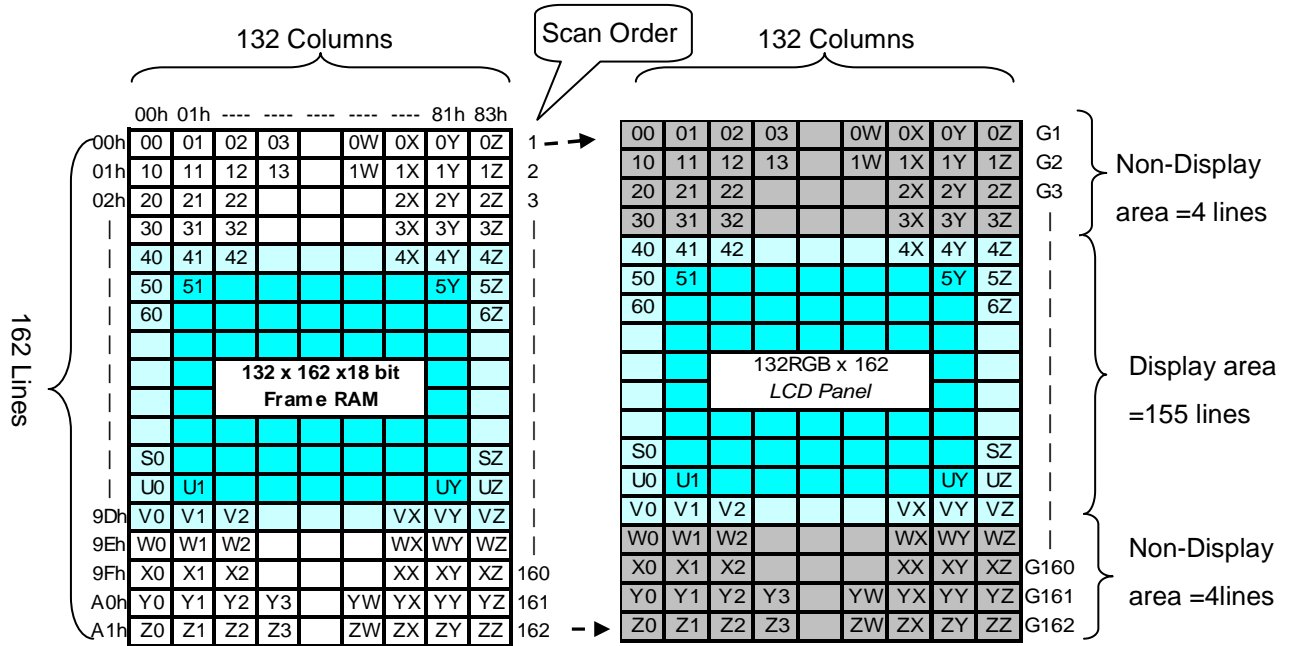 132 Columns
Scan Order
132 Columns
00h 01h ---- ---- ---- ---- ---- 81h 83h
00h 00 01 02 03 0W 0X 0Y 0Z 1
01h 10 11 12 13 1W 1X 1Y 1Z 2
02h 20 21 22 2X 2Y 2Z 3
30 31 32 3X 3Y 3Z
40 41 42 4X 4Y 4Z
50 51 5Y 5Z
60 6Z
132 x 162 x18 bit
Frame RAM
S0 SZ
U0 U1 UY UZ
9Dh V0 V1 V2 VX VY VZ
9Eh W0 W1 W2 WX WY WZ
9Fh X0 X1 X2 XX XY XZ 160
A0h Y0 Y1 Y2 Y3 YW YX YY YZ 161
A1h Z0 Z1 Z2 Z3 ZW ZX ZY ZZ 162
162 Lines
00 01 02 03 0W 0X 0Y 0Z G1
10 11 12 13 1W 1X 1Y 1Z G2
20 21 22 2X 2Y 2Z G3
30 31 32 3X 3Y 3Z
40 41 42 4X 4Y 4Z
50 51 5Y 5Z
60 6Z
132RGB x 162
LCD Panel
S0 SZ
U0 U1 UY UZ
V0 V1 V2 VX VY VZ
W0 W1 W2 WX WY WZ
X0 X1 X2 XX XY XZ G160
Y0 Y1 Y2 Y3 YW YX YY YZ G161
Z0 Z1 Z2 Z3 ZW ZX ZY ZZ G162
Non-Display
area =4 lines
Display area
=155 lines
Non-Display
area =4lines